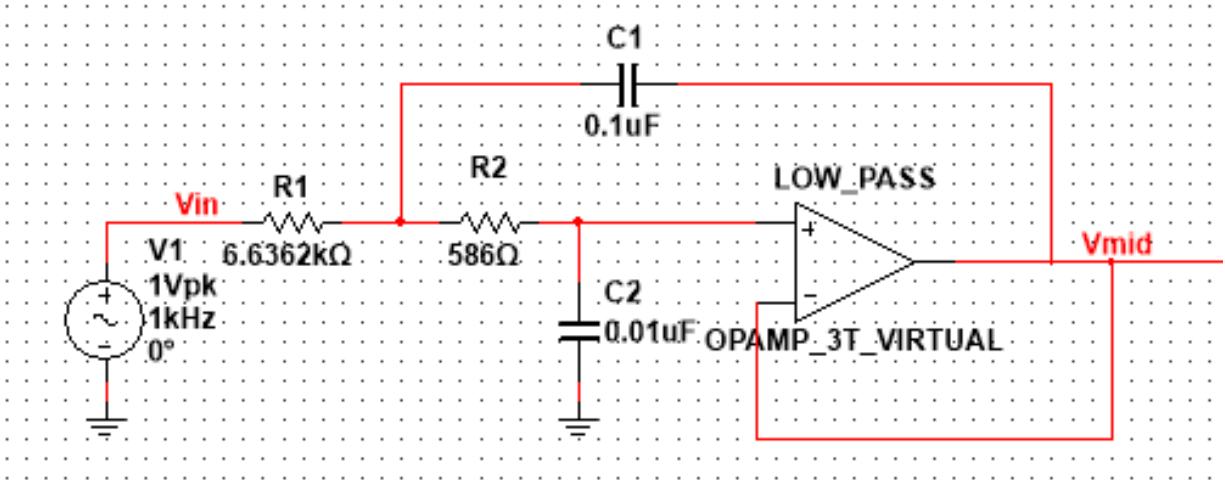 C1
0.1uF
R2
LOW_PASS
R1
Vin
+
Vmid
6.6362kΩ
586Ω
V1
1Vpk
1kHz
0°
+
-
C2
0.01uF
-
OPAMP_3T_VIRTUAL